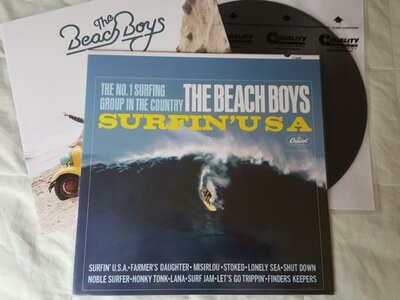 The
Beach Boys
THE NO.1 SURFING
GROUP IN THE COUNTRY
THE BEACH BOYS
SURFIN' U S A
Capitol
SURFIN' U.S.A.•FARMER'S DAUGHTER•MISIRLOU•STOKED•LONELY SEA•SHUT DOWN
NOBLE SURFER•HONKY TONK•LANA•SURF JAM•LET'S GO TRIPPIN'•FINDERS KEEPERS
QUALITY
QUALITY